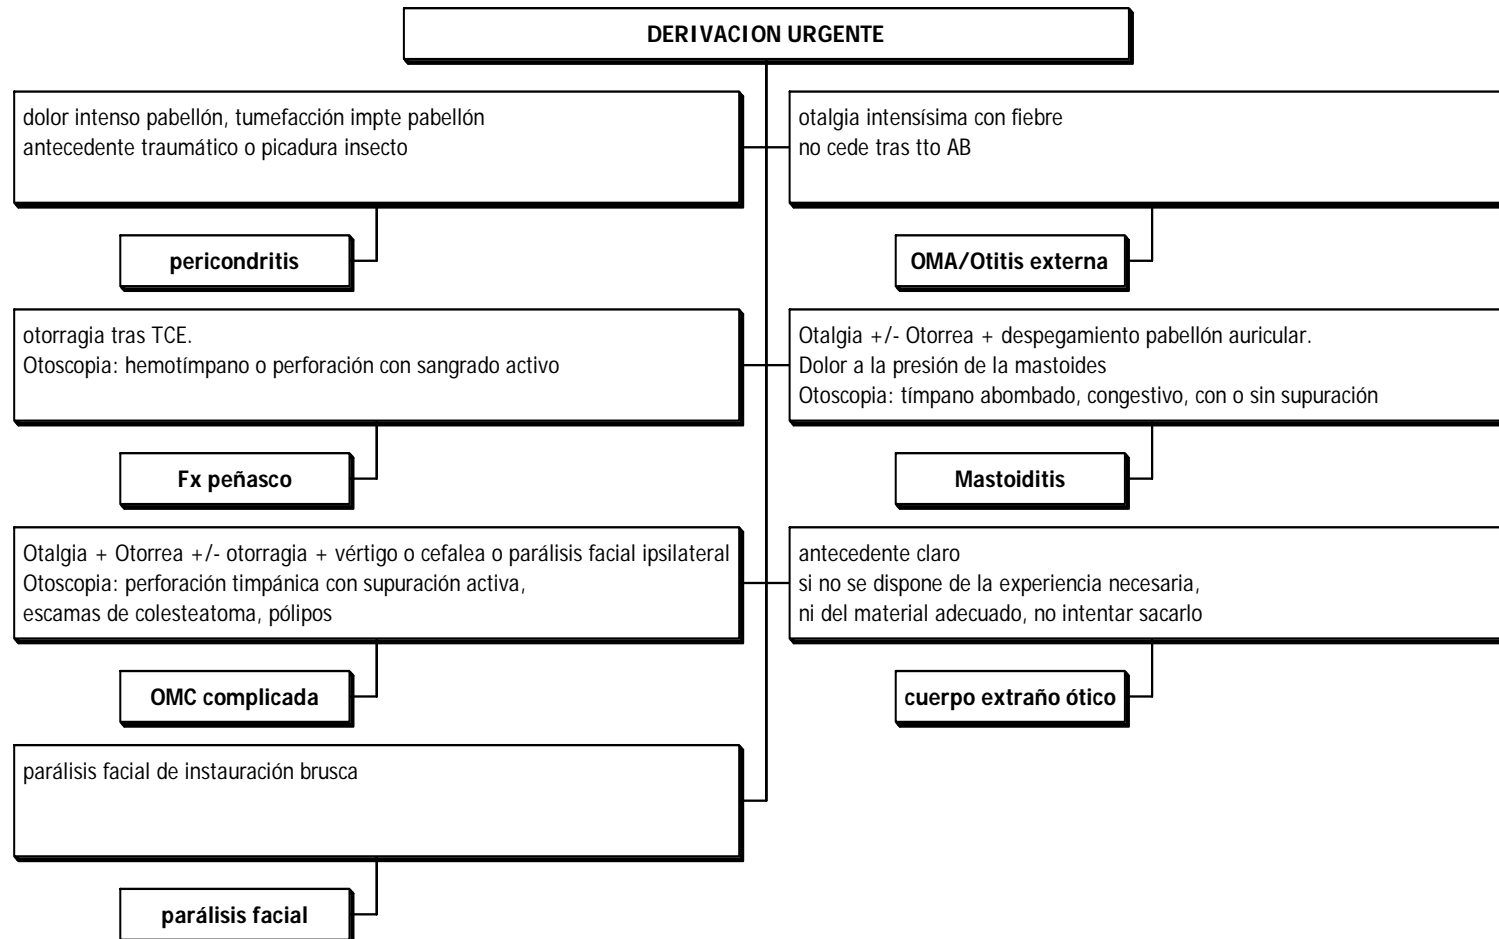 DERIVACION URGENTE
dolor intenso pabellón, tumefacción impte pabellón
antecedente traumático o picadura insecto
pericondritis
otalgia intensísima con fiebre
no cede tras tto AB
OMA/Otitis externa
otorragia tras TCE.
Otoscopia: hemotímpano o perforación con sangrado activo
Fx peñasco
Otalgia +/- Otorrea + despegamiento pabellón auricular.
Dolor a la presión de la mastoides
Otoscopia: tímpano abombado, congestivo, con o sin supuración
Mastoiditis
Otalgia + Otorrea +/- otorragia + vértigo o cefalea o parálisis facial ipsilateral
Otoscopia: perforación timpánica con supuración activa,
escamas de colesteatoma, pólipos
OMC complicada
antecedente claro
si no se dispone de la experiencia necesaria,
ni del material adecuado, no intentar sacarlo
cuerpo extraño ótico
parálisis facial de instauración brusca
parálisis facial